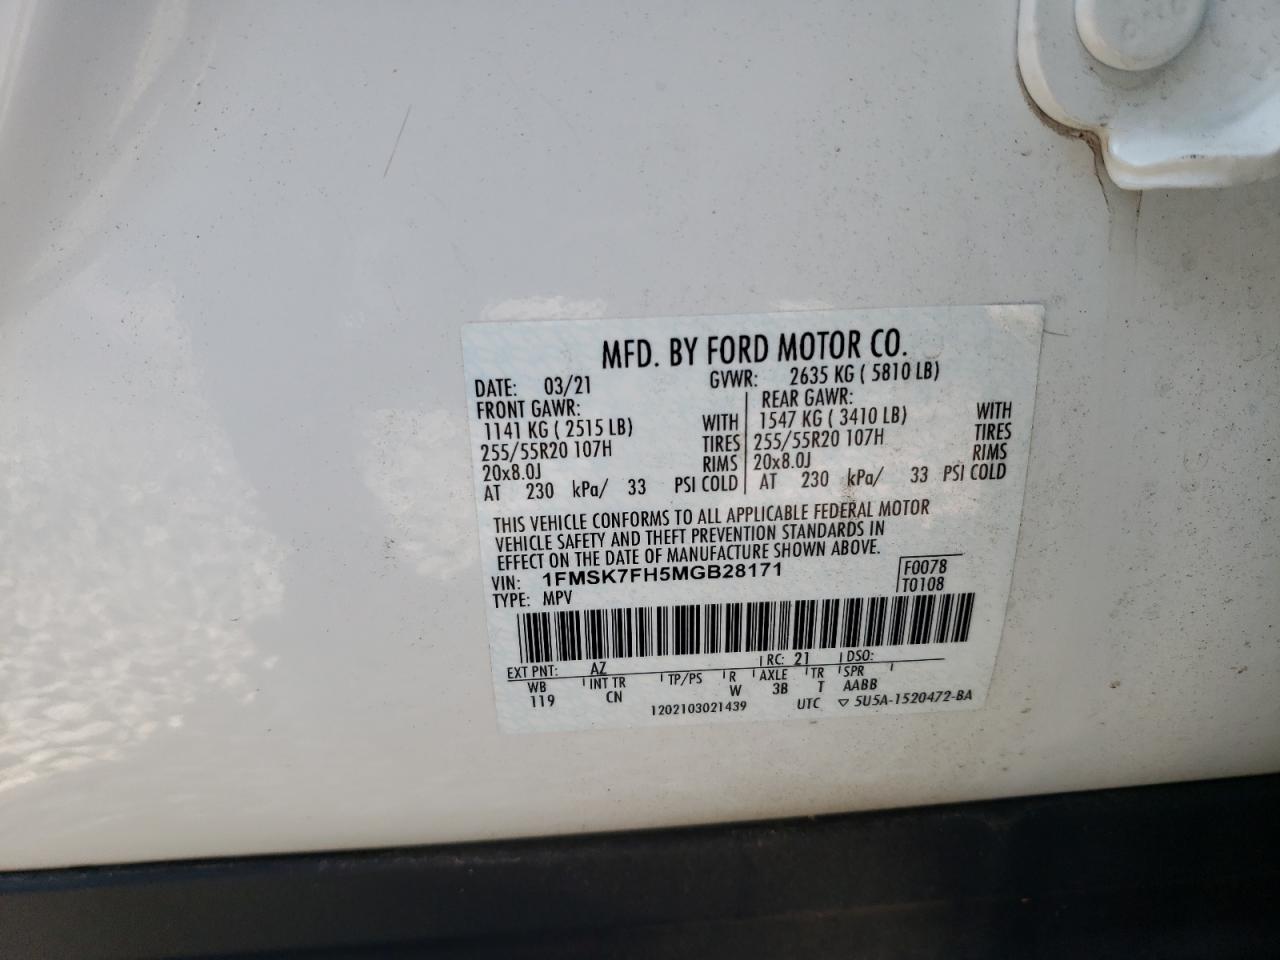 MFD. BY FORD MOTOR CO.
DATE: 03/21 GVWR: 2635 KG ( 5810 LB)
FRONT GAWR: REAR GAWR:
1141 KG ( 2515 LB) WITH 1547 KG ( 3410 LB) WITH
255/55R20 107H TIRES 255/55R20 107H TIRES
20x8.0J RIMS 20x8.0J RIMS
AT 230 kPa/ 33 PSI COLD AT 230 kPa/ 33 PSI COLD
THIS VEHICLE CONFORMS TO ALL APPLICABLE FEDERAL MOTOR
VEHICLE SAFETY AND THEFT PREVENTION STANDARDS IN
EFFECT ON THE DATE OF MANUFACTURE SHOWN ABOVE.
VIN: 1FMSK7FH5MGB28171 F0078
TYPE: MPV T0108
EXT PNT: AZ RC: 21 DSO:
WB INT TR TP/PS R AXLE TR SPR
119 CN W 3B T AABB
1202103021439 UTC ▽ 5U5A-1520472-BA